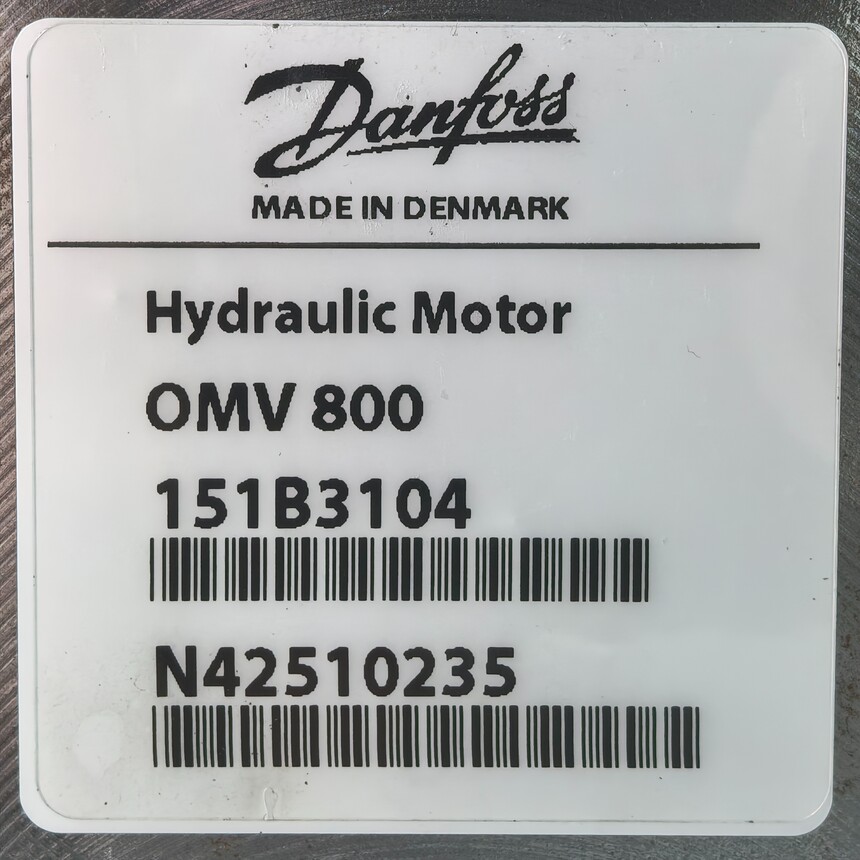 Danfoss
MADE IN DENMARK
Hydraulic Motor
OMV 800
151B3104
N42510235